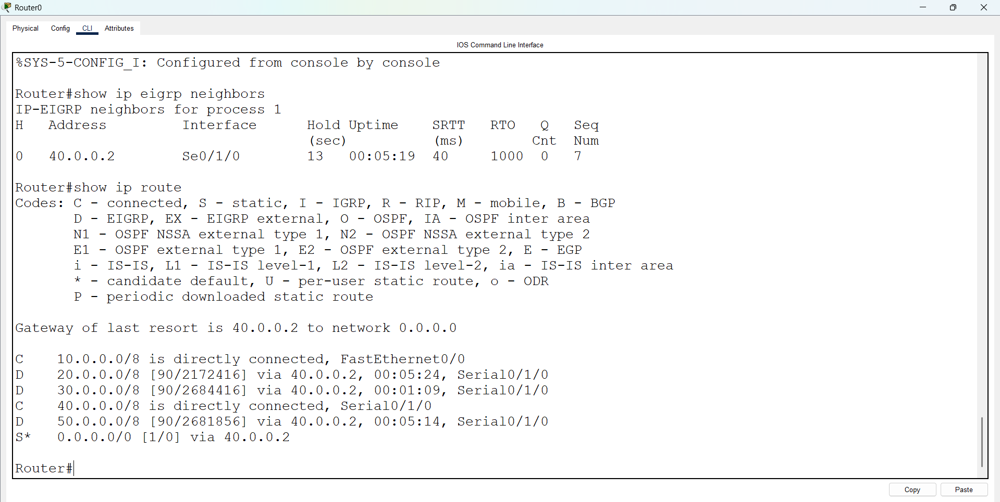 Router0
Physical Config CLI Attributes
IOS Command Line Interface
%SYS-5-CONFIG_I: Configured from console by console
Router#show ip eigrp neighbors
IP-EIGRP neighbors for process 1
H   Address         Interface      Hold Uptime    SRTT   RTO   Q   Seq
                                   (sec)          (ms)        Cnt  Num
0   40.0.0.2        Se0/1/0        13   00:05:19  40     1000  0   7
Router#show ip route
Codes: C - connected, S - static, I - IGRP, R - RIP, M - mobile, B - BGP
       D - EIGRP, EX - EIGRP external, O - OSPF, IA - OSPF inter area
       N1 - OSPF NSSA external type 1, N2 - OSPF NSSA external type 2
       E1 - OSPF external type 1, E2 - OSPF external type 2, E - EGP
       i - IS-IS, L1 - IS-IS level-1, L2 - IS-IS level-2, ia - IS-IS inter area
       * - candidate default, U - per-user static route, o - ODR
       P - periodic downloaded static route
Gateway of last resort is 40.0.0.2 to network 0.0.0.0
C    10.0.0.0/8 is directly connected, FastEthernet0/0
D    20.0.0.0/8 [90/2172416] via 40.0.0.2, 00:05:24, Serial0/1/0
D    30.0.0.0/8 [90/2684416] via 40.0.0.2, 00:01:09, Serial0/1/0
C    40.0.0.0/8 is directly connected, Serial0/1/0
D    50.0.0.0/8 [90/2681856] via 40.0.0.2, 00:05:14, Serial0/1/0
S*   0.0.0.0/0 [1/0] via 40.0.0.2
Router#
Copy Paste